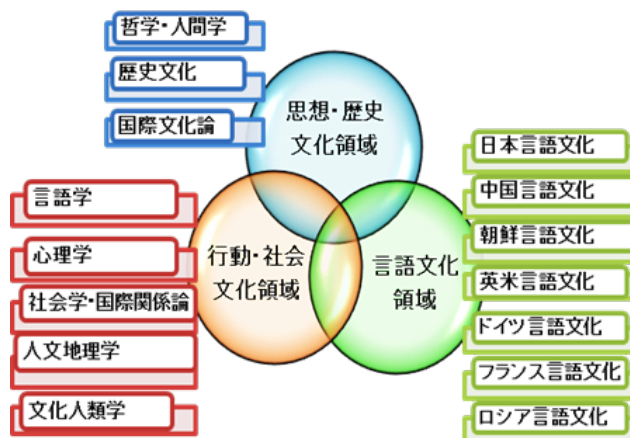 哲学・人間学
歴史文化
国際文化論
思想・歴史
文化領域
言語学
心理学
社会学・国際関係論
人文地理学
文化人類学
行動・社会
文化領域
言語文化
領域
日本言語文化
中国言語文化
朝鮮言語文化
英米言語文化
ドイツ言語文化
フランス言語文化
ロシア言語文化